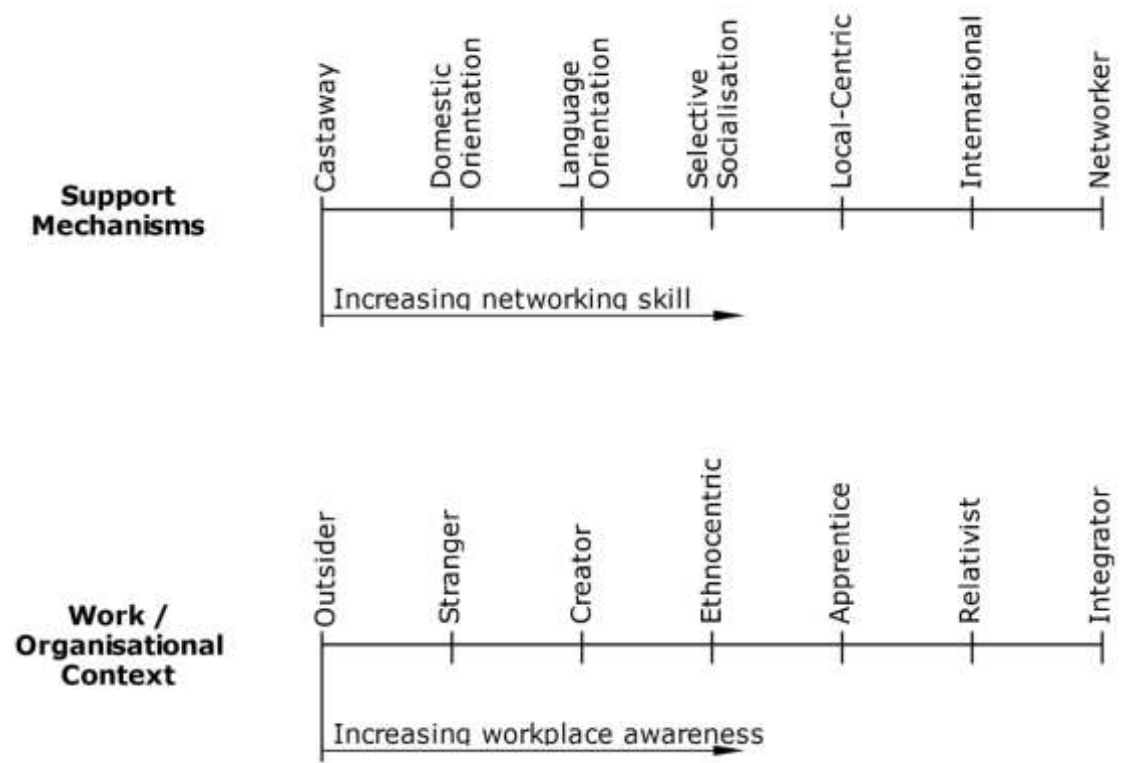 Support
Mechanisms
Castaway
Domestic
Orientation
Language
Orientation
Selective
Socialisation
Local-Centric
International
Networker
Increasing networking skill
Work /
Organisational
Context
Outsider
Stranger
Creator
Ethnocentric
Apprentice
Relativist
Integrator
Increasing workplace awareness